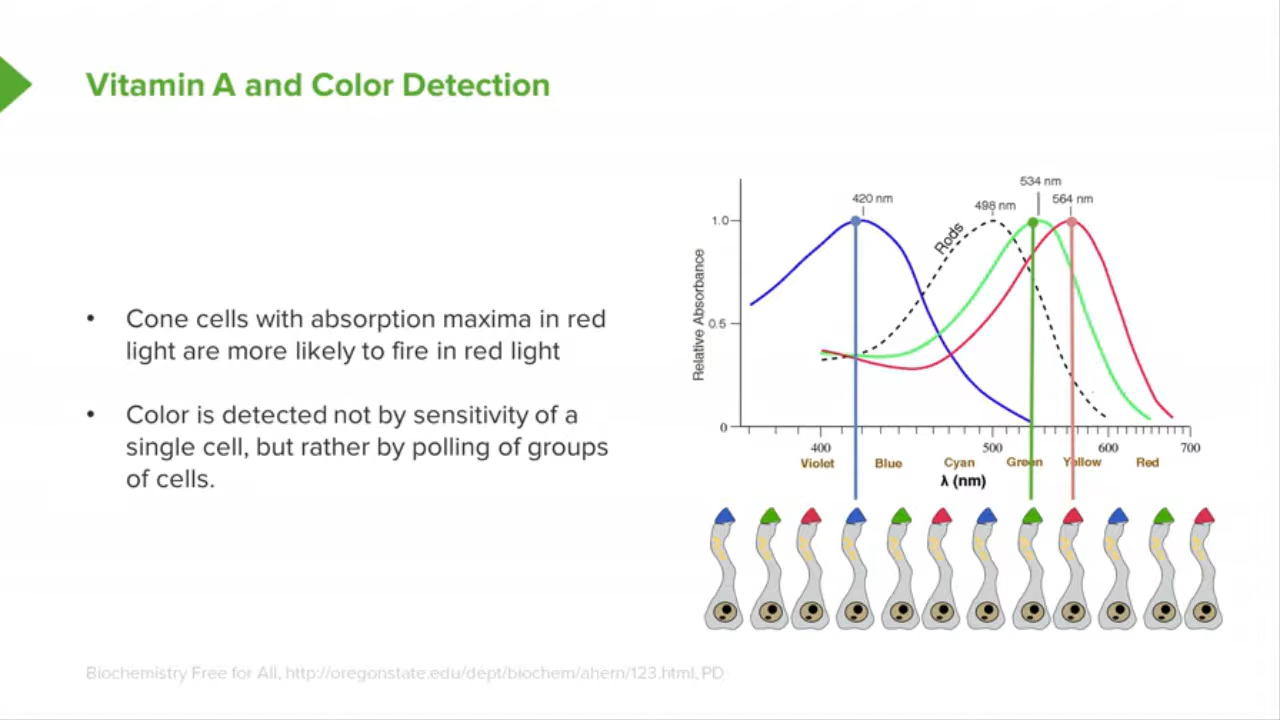 Vitamin A and Color Detection
• Cone cells with absorption maxima in red
light are more likely to fire in red light
• Color is detected not by sensitivity of a
single cell, but rather by polling of groups
of cells.
534 nm
420 nm
498 nm
564 nm
Rods
1.0
0.5
0
Relative Absorbance
400
500
600
700
Violet
Blue
Cyan
Green
Yellow
Red
λ (nm)
Biochemistry Free for All, http://oregonstate.edu/dept/biochem/ahern/123.html, PD